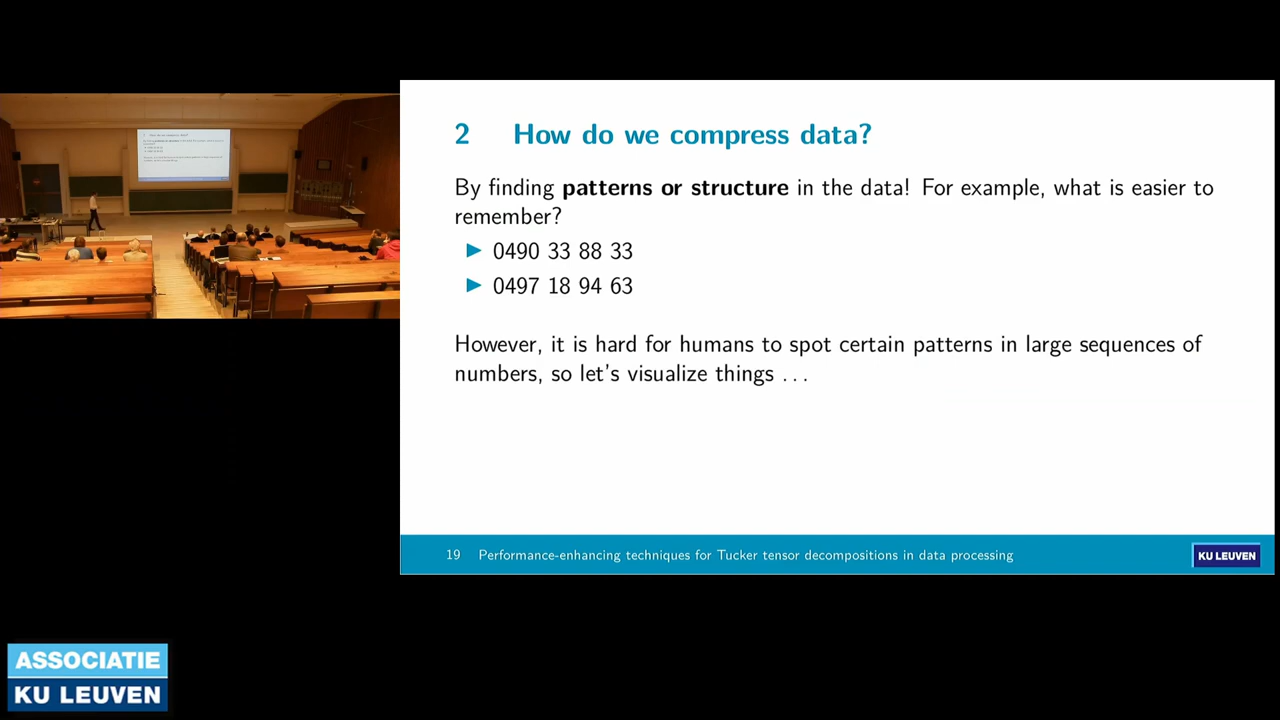 2 How do we compress data?
By finding patterns or structure in the data! For example, what is easier to
remember?
▶ 0490 33 88 33
▶ 0497 18 94 63
However, it is hard for humans to spot certain patterns in large sequences of
numbers, so let's visualize things ...
19 Performance-enhancing techniques for Tucker tensor decompositions in data processing
KU LEUVEN
ASSOCIATIE
KU LEUVEN